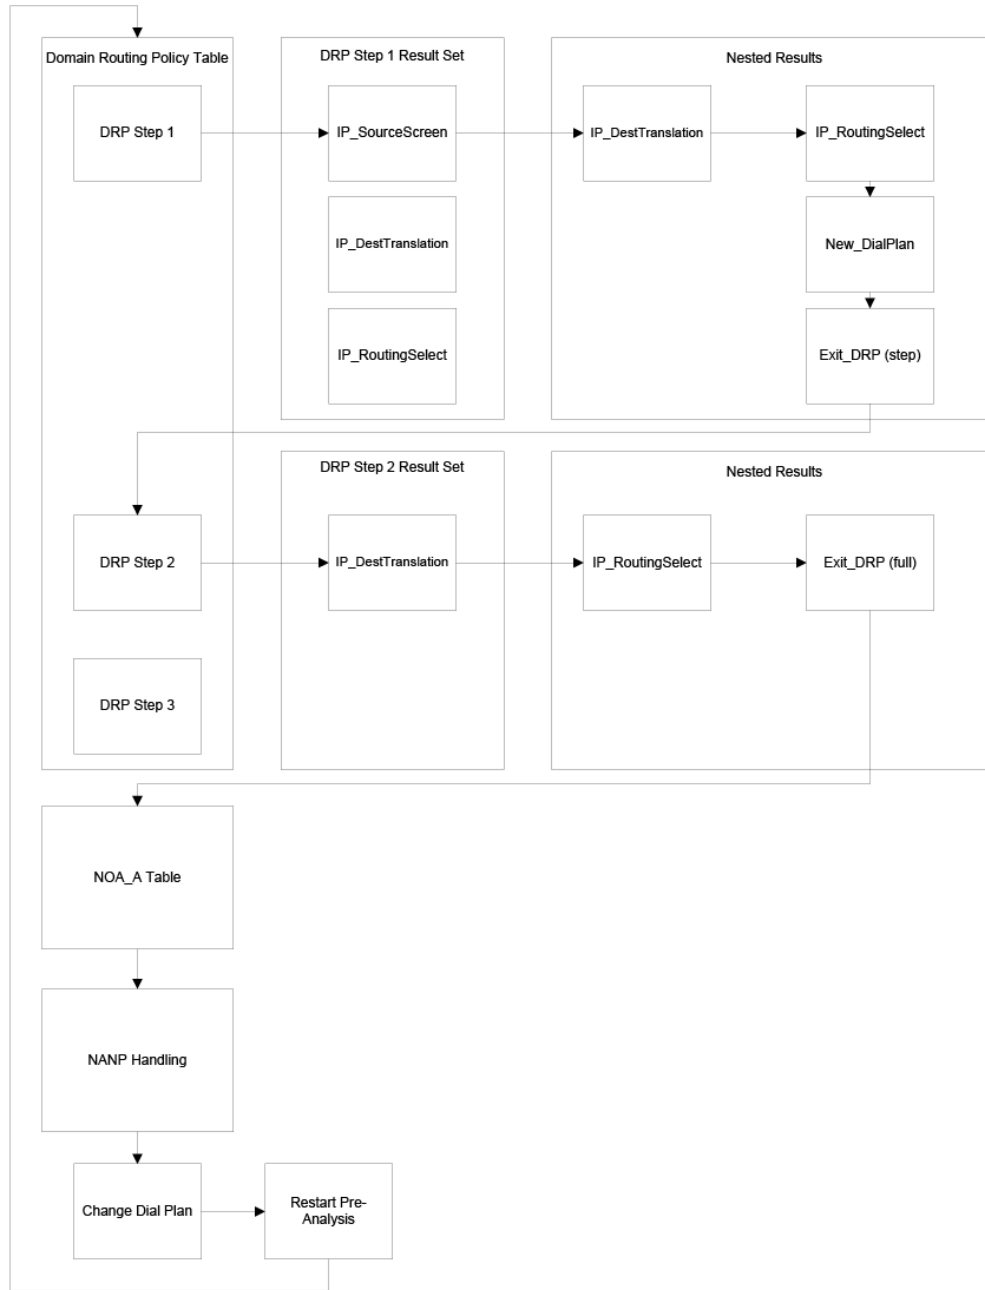 Domain Routing Policy Table
DRP Step 1 Result Set
Nested Results
DRP Step 1
IP_SourceScreen
IP_DestTranslation
IP_RoutingSelect
IP_DestTranslation
New_DialPlan
IP_RoutingSelect
Exit_DRP (step)
DRP Step 2 Result Set
Nested Results
DRP Step 2
IP_DestTranslation
IP_RoutingSelect
Exit_DRP (full)
DRP Step 3
NOA_A Table
NANP Handling
Change Dial Plan
Restart Pre-
Analysis